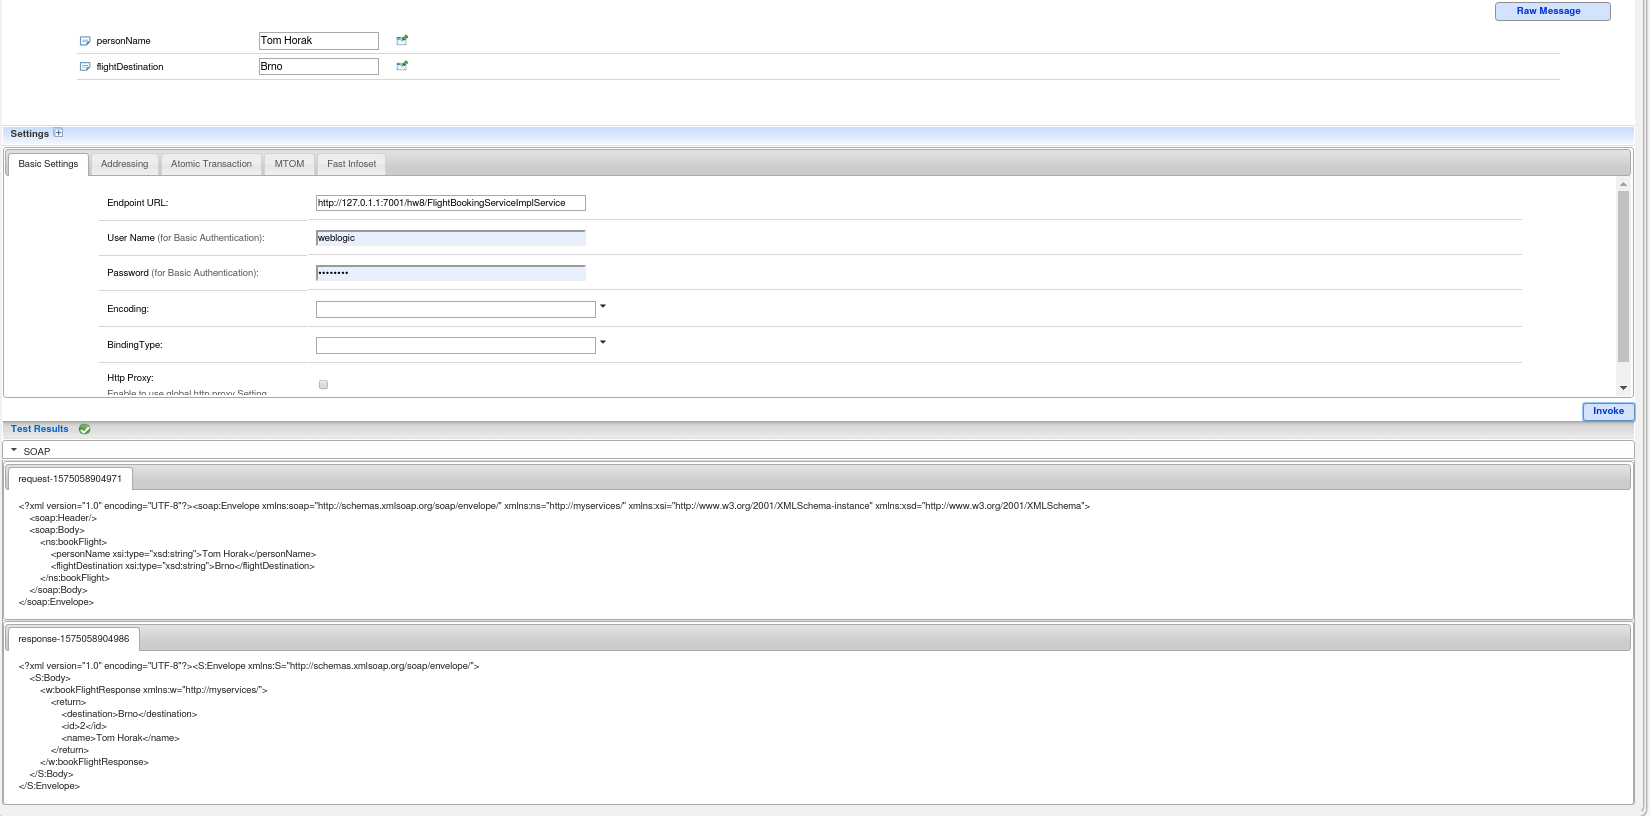 Raw Message
personName Tom Horak
flightDestination Brno
Settings
Basic Settings Addressing Atomic Transaction MTOM Fast Infoset
Endpoint URL: http://127.0.1.1:7001/hw8/FlightBookingServiceImplService
User Name (for Basic Authentication): weblogic
Password (for Basic Authentication): ••••••••
Encoding:
BindingType:
Http Proxy:
Enable to use global http proxy Setting
Invoke
Test Results
SOAP
request-1575058904971
<?xml version="1.0" encoding="UTF-8"?><soap:Envelope xmlns:soap="http://schemas.xmlsoap.org/soap/envelope/" xmlns:ns="http://myservices/" xmlns:xsi="http://www.w3.org/2001/XMLSchema-instance" xmlns:xsd="http://www.w3.org/2001/XMLSchema">
<soap:Header/>
<soap:Body>
<ns:bookFlight>
<personName xsi:type="xsd:string">Tom Horak</personName>
<flightDestination xsi:type="xsd:string">Brno</flightDestination>
</ns:bookFlight>
</soap:Body>
</soap:Envelope>
response-1575058904986
<?xml version="1.0" encoding="UTF-8"?><S:Envelope xmlns:S="http://schemas.xmlsoap.org/soap/envelope/">
<S:Body>
<w:bookFlightResponse xmlns:w="http://myservices/">
<return>
<destination>Brno</destination>
<id>2</id>
<name>Tom Horak</name>
</return>
</w:bookFlightResponse>
</S:Body>
</S:Envelope>